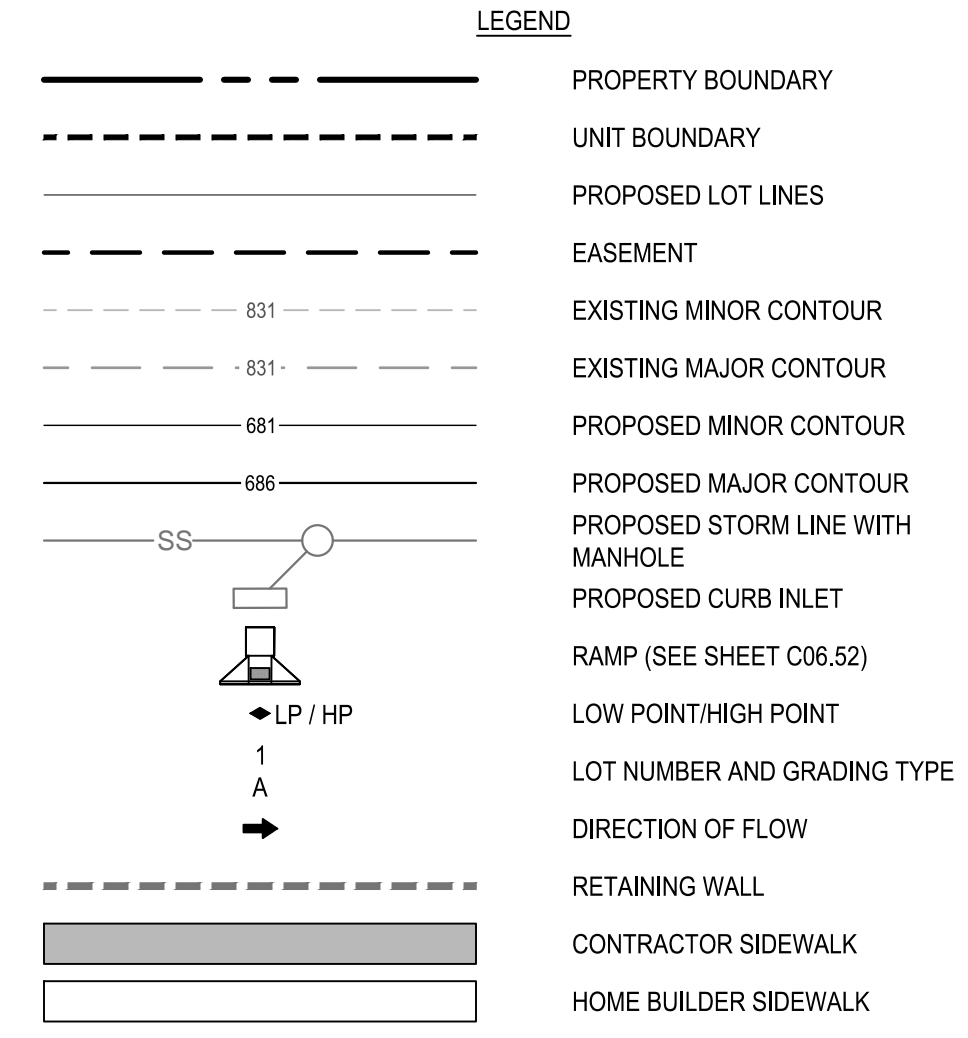 LEGEND
PROPERTY BOUNDARY
UNIT BOUNDARY
PROPOSED LOT LINES
EASEMENT
831 EXISTING MINOR CONTOUR
831 EXISTING MAJOR CONTOUR
681 PROPOSED MINOR CONTOUR
686 PROPOSED MAJOR CONTOUR
SS PROPOSED STORM LINE WITH
MANHOLE
PROPOSED CURB INLET
RAMP (SEE SHEET C06.52)
LP / HP LOW POINT/HIGH POINT
1
A
LOT NUMBER AND GRADING TYPE
DIRECTION OF FLOW
RETAINING WALL
CONTRACTOR SIDEWALK
HOME BUILDER SIDEWALK